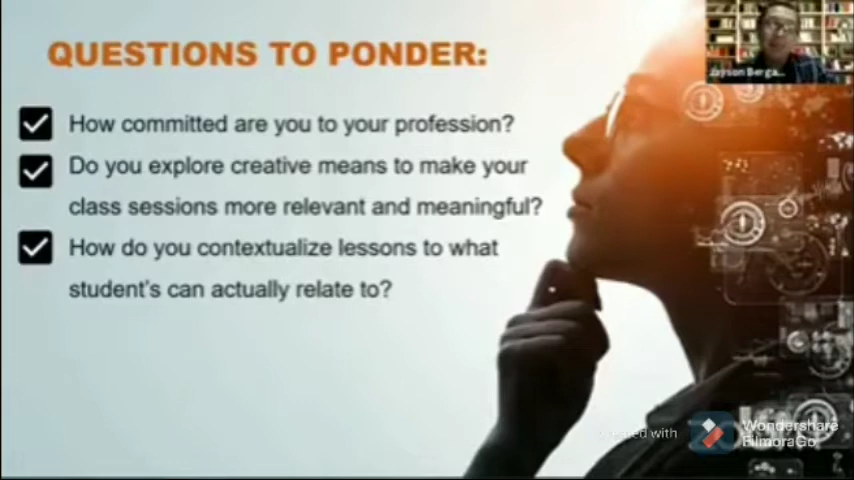 QUESTIONS TO PONDER:
How committed are you to your profession?
Do you explore creative means to make your
class sessions more relevant and meaningful?
How do you contextualize lessons to what
student's can actually relate to?
Jayson Berga...
Created with
Wondershare
FilmoraGo